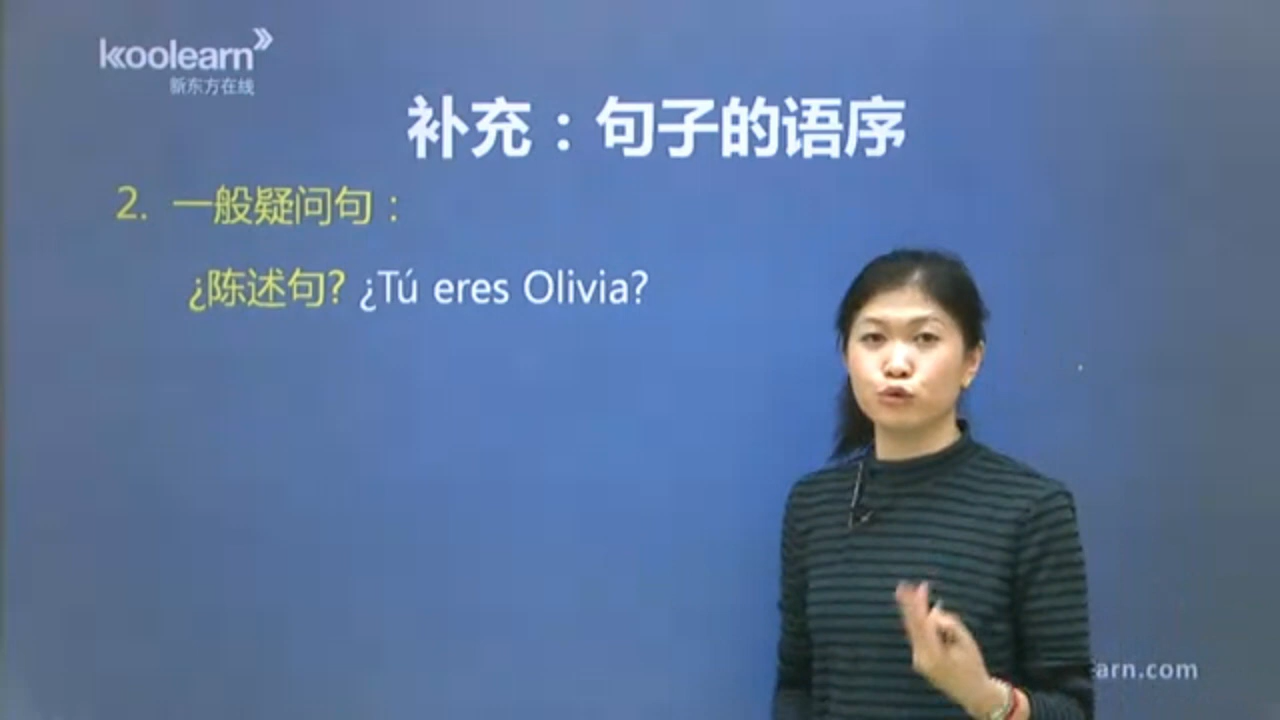 koolearn
新东方在线
补充：句子的语序
2. 一般疑问句：
¿陈述句? ¿Tú eres Olivia?
arn.com